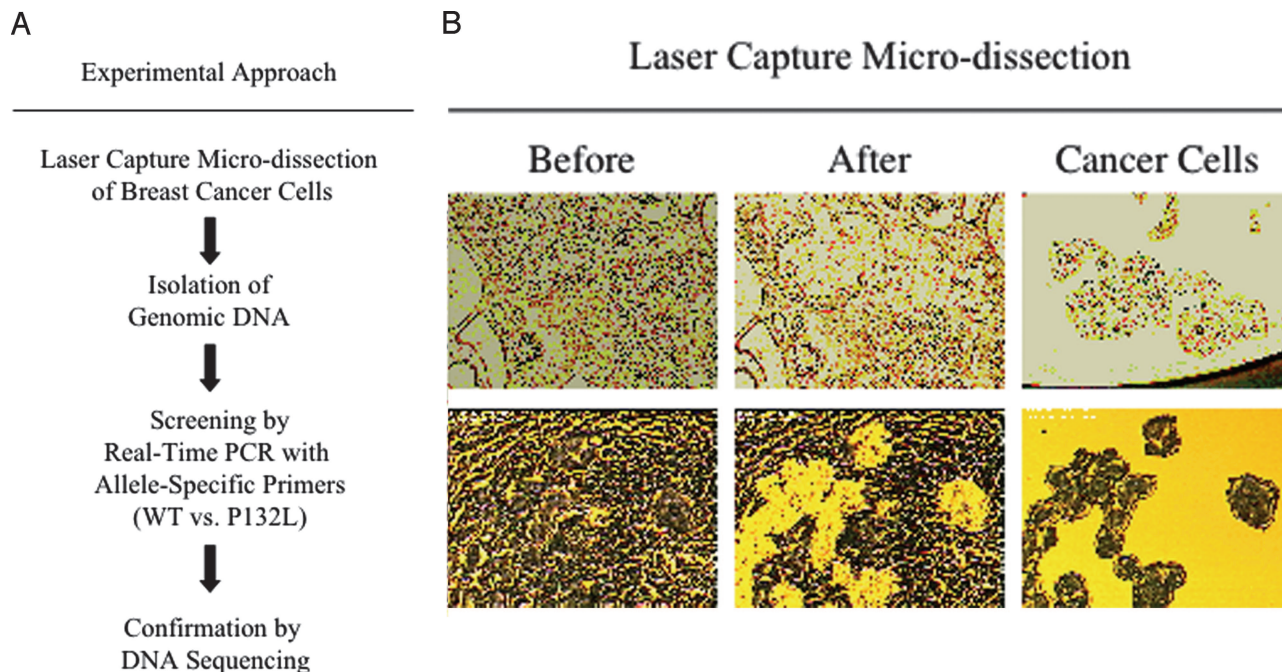 A
Experimental Approach
Laser Capture Micro-dissection
of Breast Cancer Cells
Isolation of
Genomic DNA
Screening by
Real-Time PCR with
Allele-Specific Primers
(WT vs. P132L)
Confirmation by
DNA Sequencing
B
Laser Capture Micro-dissection
Before
After
Cancer Cells